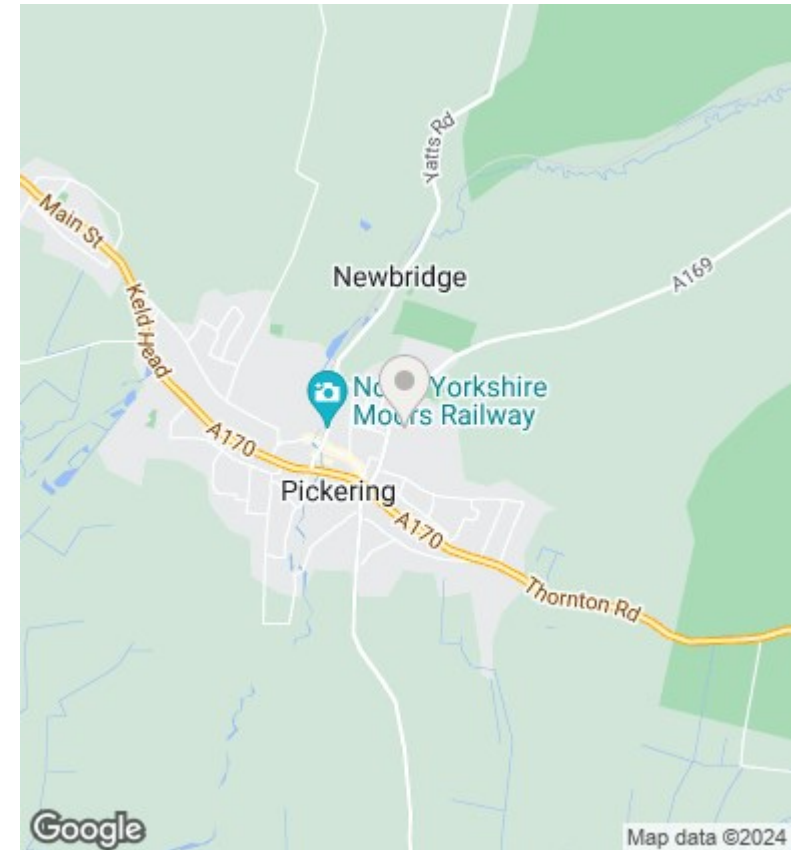 Yatts Rd
Main St
Newbridge
A169
Keld Head
North Yorkshire
Moors Railway
A170
Pickering
A170
Thornton Rd
Google
Map data ©2024